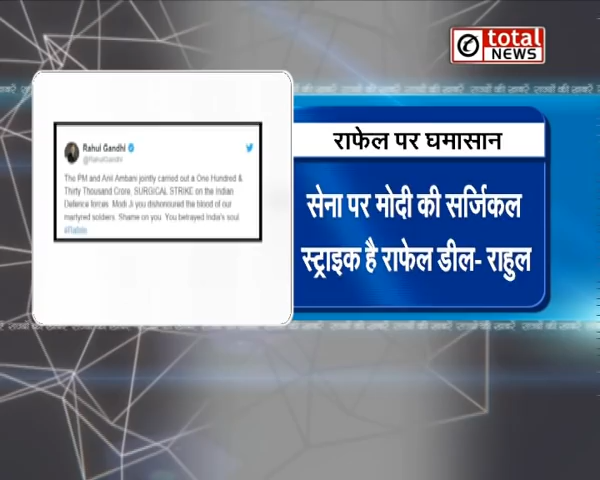 total
NEWS
Rahul Gandhi
@RahulGandhi
The PM and Anil Ambani jointly carried out a One Hundred &
Thirty Thousand Crore, SURGICAL STRIKE on the Indian
Defence forces. Modi Ji you dishonoured the blood of our
martyred soldiers. Shame on you. You betrayed India's soul.
#Rafale
राफेल पर घमासान
सेना पर मोदी की सर्जिकल
स्ट्राइक है राफेल डील- राहुल